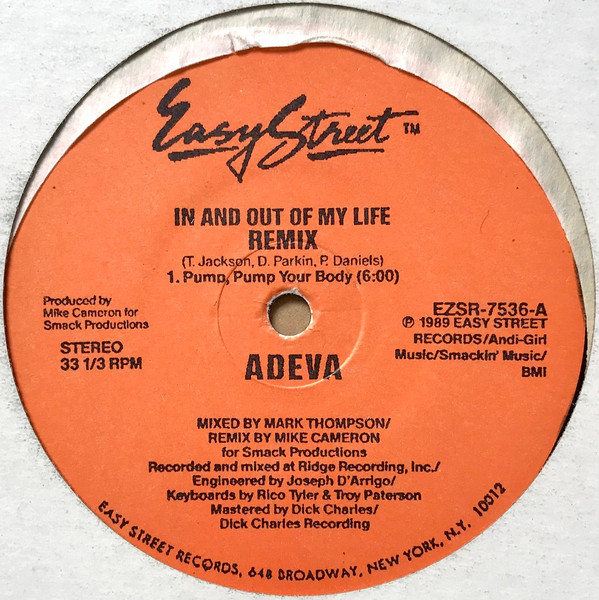 Easy Street™
IN AND OUT OF MY LIFE
REMIX
(T. Jackson, D. Parkin, P. Daniels)
1. Pump, Pump Your Body (6:00)
Produced by
Mike Cameron for
Smack Productions
STEREO
33 1/3 RPM
EZSR-7536-A
℗ 1989 EASY STREET
RECORDS/Andi-Girl
Music/Smackin' Music/
BMI
ADEVA
MIXED BY MARK THOMPSON/
REMIX BY MIKE CAMERON
for Smack Productions
Recorded and mixed at Ridge Recording, Inc./
Engineered by Joseph D'Arrigo/
Keyboards by Rico Tyler & Troy Paterson
Mastered by Dick Charles/
Dick Charles Recording
EASY STREET RECORDS, 648 BROADWAY, NEW YORK, N.Y. 10012